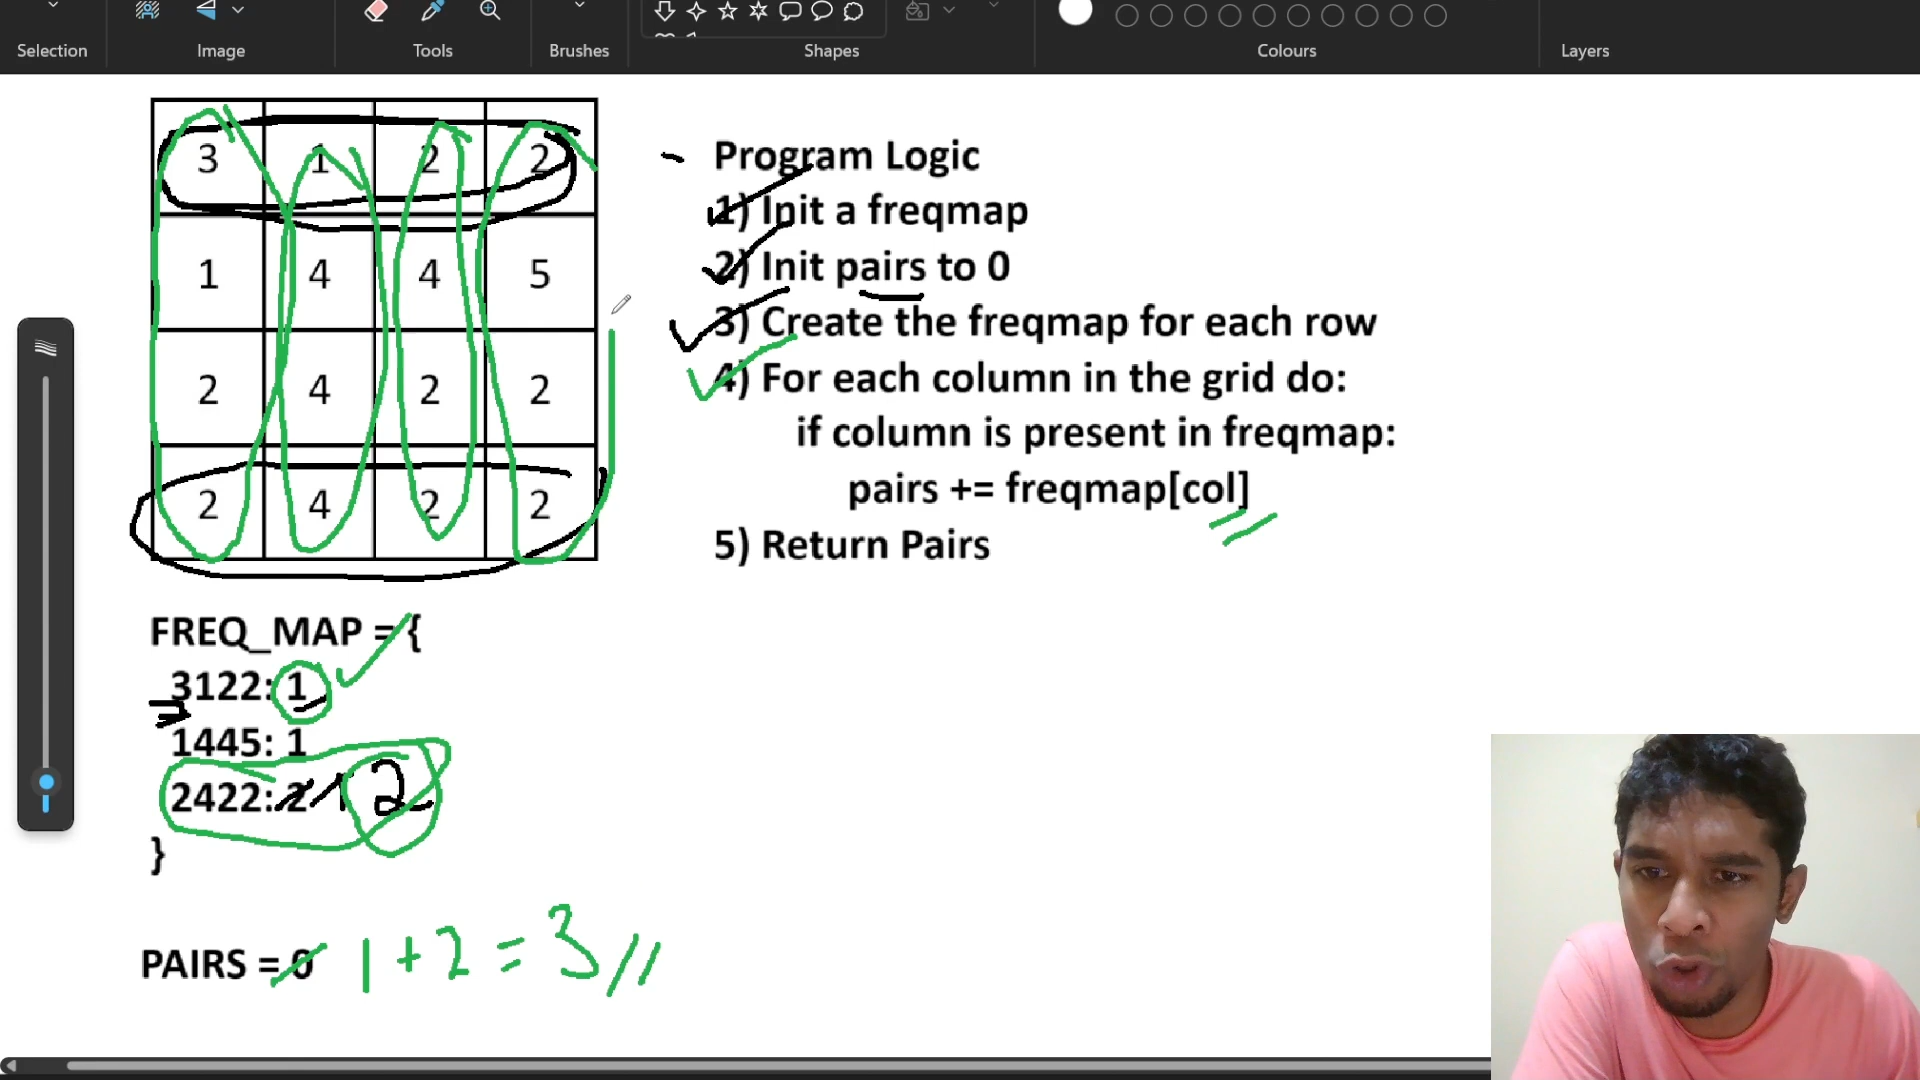 Selection
Image
Tools
Brushes
Shapes
Colours
Layers
3 1 2 2
1 4 4 5
2 4 2 2
2 4 2 2
Program Logic
1) Init a freqmap
2) Init pairs to 0
3) Create the freqmap for each row
4) For each column in the grid do:
if column is present in freqmap:
pairs += freqmap[col]
5) Return Pairs
FREQ_MAP = {
3122: 1
1445: 1
2422: 2 1 2
}
PAIRS = 0 1 + 2 = 3 //